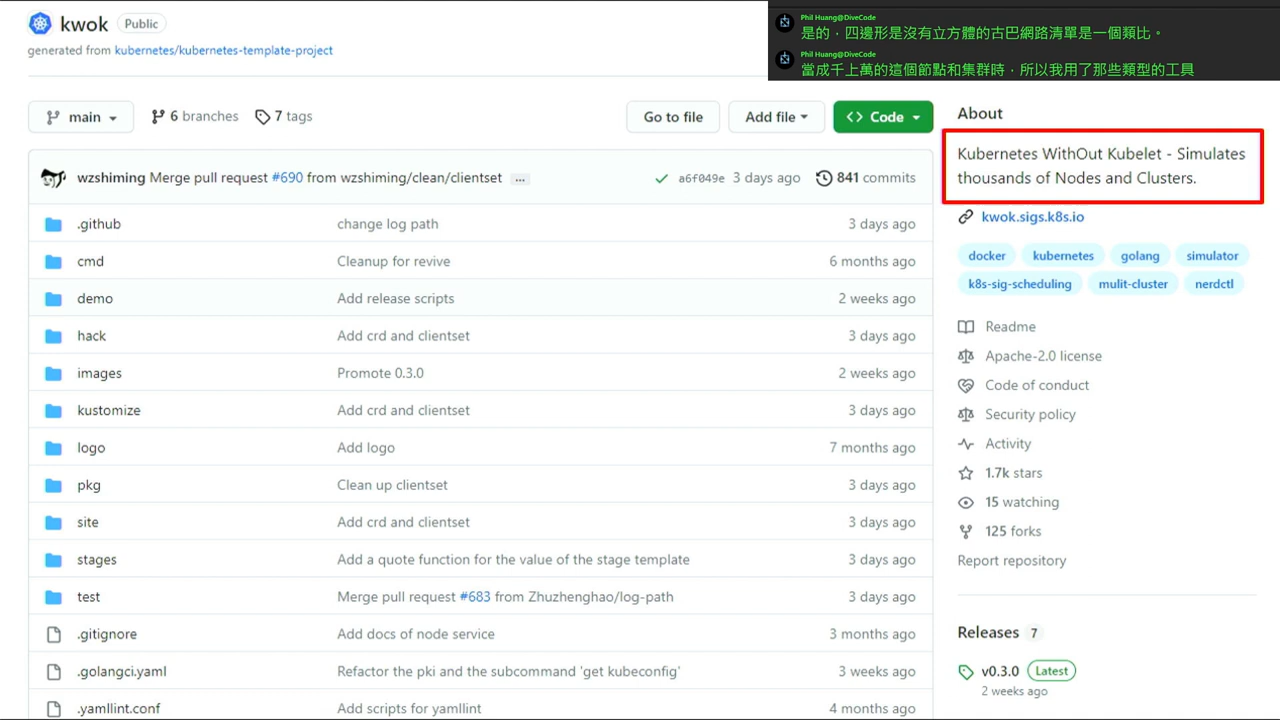 kwok Public
generated from kubernetes/kubernetes-template-project
Phil Huang@DiveCode
是的，四邊形是沒有立方體的古巴網路清單是一個類比。
Phil Huang@DiveCode
當成千上萬的這個節點和集群時，所以我用了那些類型的工具
main 6 branches 7 tags Go to file Add file <> Code
wzshiming Merge pull request #690 from wzshiming/clean/clientset ... a6f049e 3 days ago 841 commits
.github change log path 3 days ago
cmd Cleanup for revive 6 months ago
demo Add release scripts 2 weeks ago
hack Add crd and clientset 3 days ago
images Promote 0.3.0 2 weeks ago
kustomize Add crd and clientset 3 days ago
logo Add logo 7 months ago
pkg Clean up clientset 3 days ago
site Add crd and clientset 3 days ago
stages Add a quote function for the value of the stage template 3 days ago
test Merge pull request #683 from Zhuzhenghao/log-path 3 days ago
.gitignore Add docs of node service 3 months ago
.golangci.yaml Refactor the pki and the subcommand 'get kubeconfig' 3 weeks ago
.yamllint.conf Add scripts for yamllint 4 months ago
About
Kubernetes WithOut Kubelet - Simulates
thousands of Nodes and Clusters.
kwok.sigs.k8s.io
docker kubernetes golang simulator
k8s-sig-scheduling mulit-cluster nerdctl
Readme
Apache-2.0 license
Code of conduct
Security policy
Activity
1.7k stars
15 watching
125 forks
Report repository
Releases 7
v0.3.0 Latest
2 weeks ago